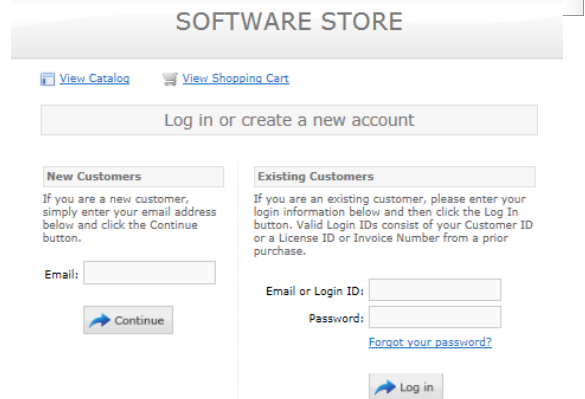 SOFTWARE STORE
View Catalog View Shopping Cart
Log in or create a new account
New Customers
If you are a new customer,
simply enter your email address
below and click the Continue
button.
Email:
Continue
Existing Customers
If you are an existing customer, please enter your
login information below and then click the Log In
button. Valid Login IDs consist of your Customer ID
or a License ID or Invoice Number from a prior
purchase.
Email or Login ID:
Password:
Forgot your password?
Log in